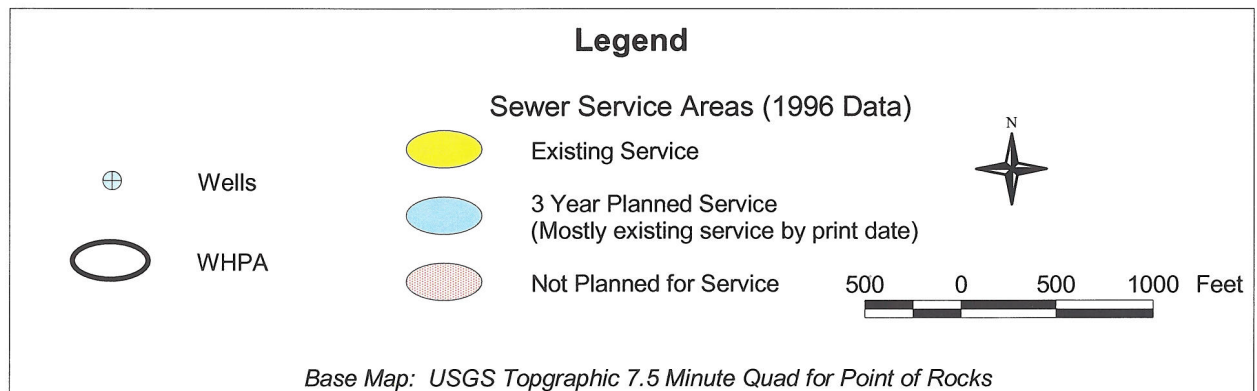 Legend
Sewer Service Areas (1996 Data)
N
Existing Service
Wells
3 Year Planned Service
(Mostly existing service by print date)
WHPA
Not Planned for Service
500 0 500 1000 Feet
Base Map: USGS Topgraphic 7.5 Minute Quad for Point of Rocks